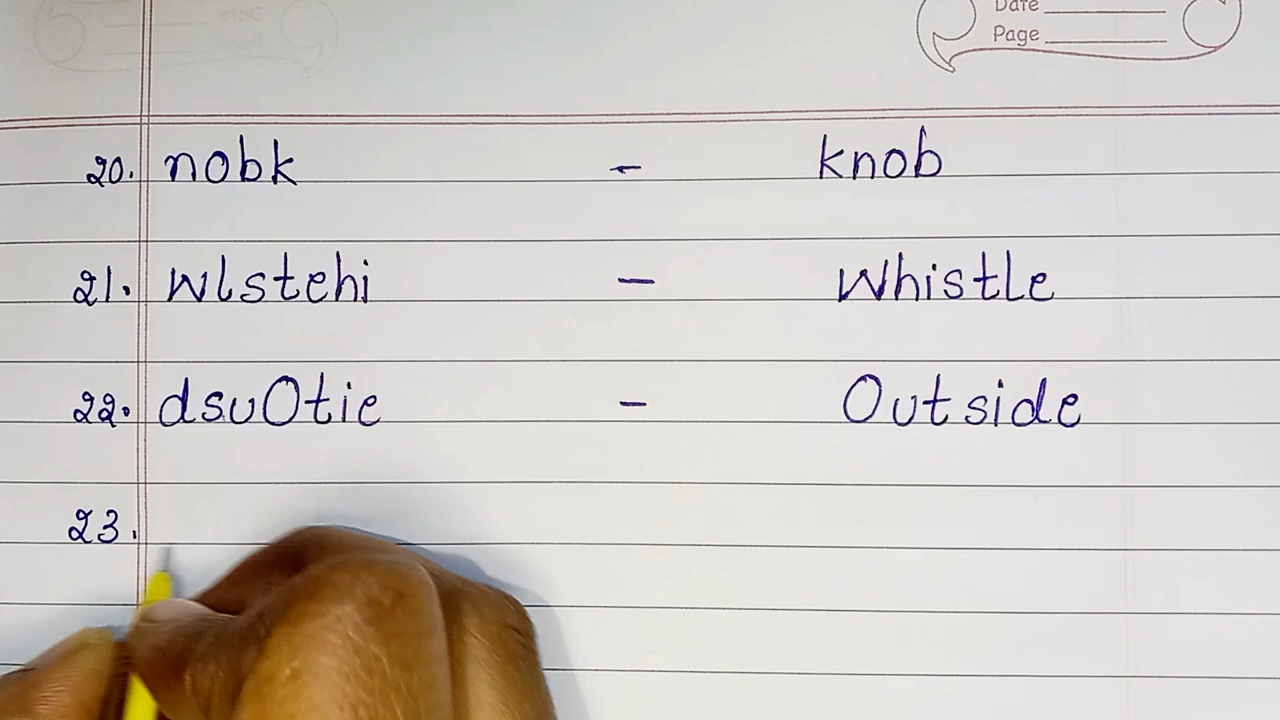 Date
Page
20. nobk - knob
21. wlstehi - Whistle
22. dsuOtie - Outside
23.